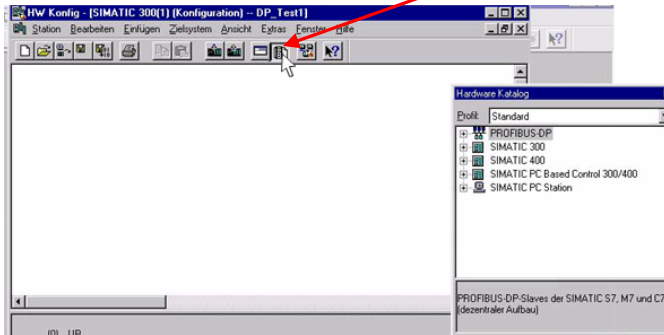 HW Konfig - [SIMATIC 300(1) (Konfiguration) -- DP_Test1]
Station Bearbeiten Einfügen Zielsystem Ansicht Extras Fenster Hilfe
Hardware Katalog
Profil: Standard
PROFIBUS-DP
SIMATIC 300
SIMATIC 400
SIMATIC PC Based Control 300/400
SIMATIC PC Station
PROFIBUS-DP-Slaves der SIMATIC S7, M7 und C7
(dezentraler Aufbau)
(0) UR